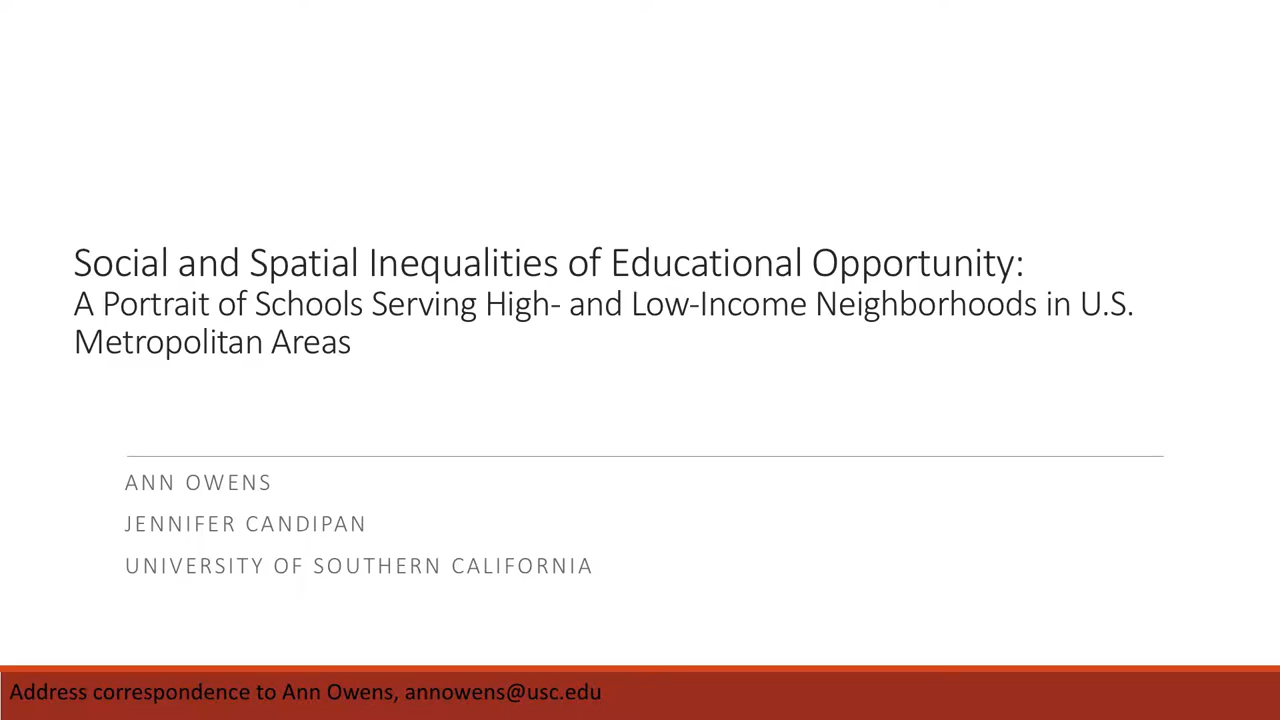 Social and Spatial Inequalities of Educational Opportunity:
A Portrait of Schools Serving High- and Low-Income Neighborhoods in U.S.
Metropolitan Areas
ANN OWENS
JENNIFER CANDIPAN
UNIVERSITY OF SOUTHERN CALIFORNIA
Address correspondence to Ann Owens, annowens@usc.edu